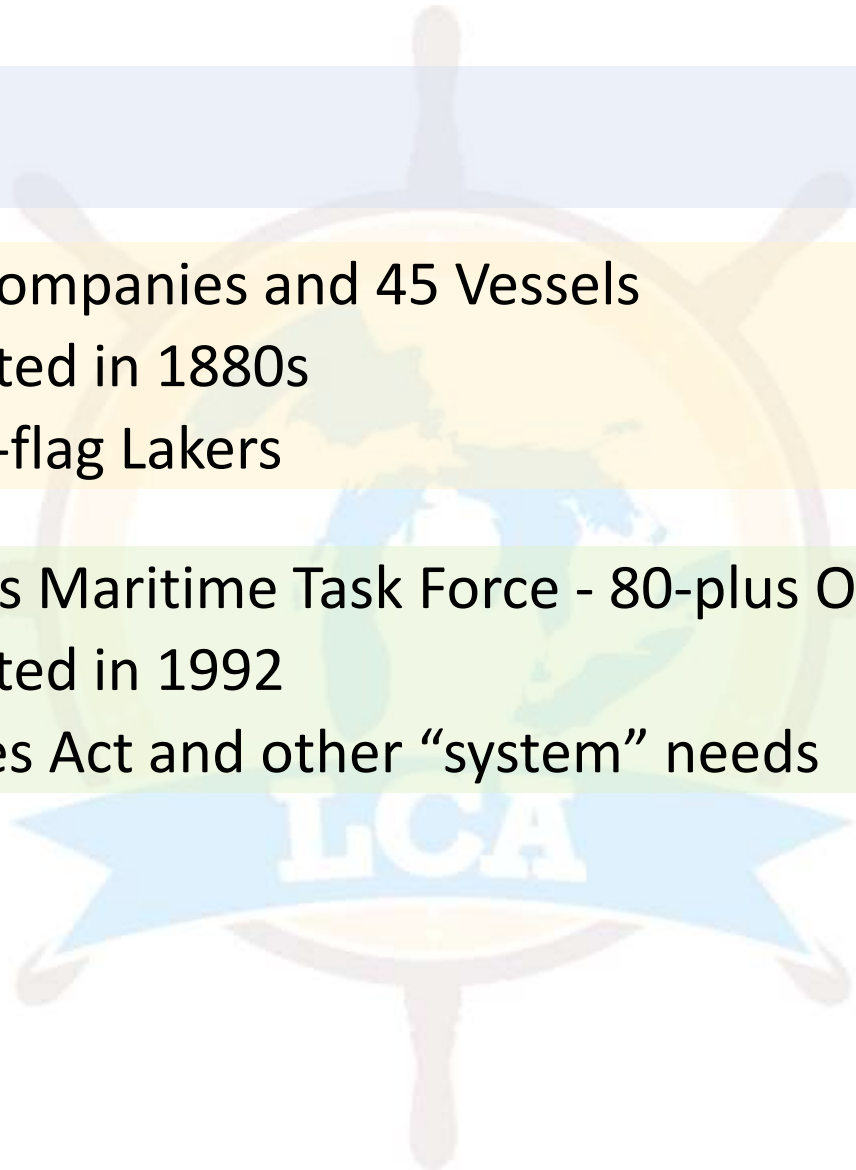 ompanies and 45 Vessels
ted in 1880s
-flag Lakers
s Maritime Task Force - 80-plus O
ted in 1992
es Act and other “system” needs
LCA